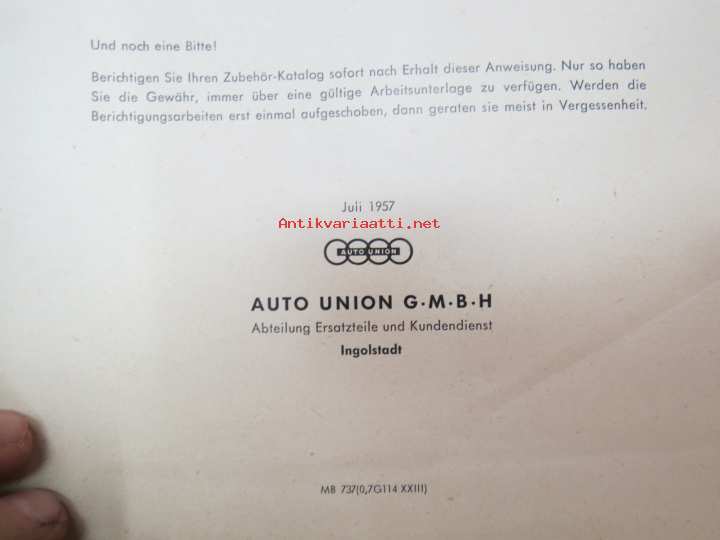 Und noch eine Bitte!
Berichtigen Sie Ihren Zubehör-Katalog sofort nach Erhalt dieser Anweisung. Nur so haben
Sie die Gewähr, immer über eine gültige Arbeitsunterlage zu verfügen. Werden die
Berichtigungsarbeiten erst einmal aufgeschoben, dann geraten sie meist in Vergessenheit.
Juli 1957
Antikvariaatti.net
AUTO UNION
AUTO UNION G·M·B·H
Abteilung Ersatzteile und Kundendienst
Ingolstadt
MB 737(0,7G114 XXIII)